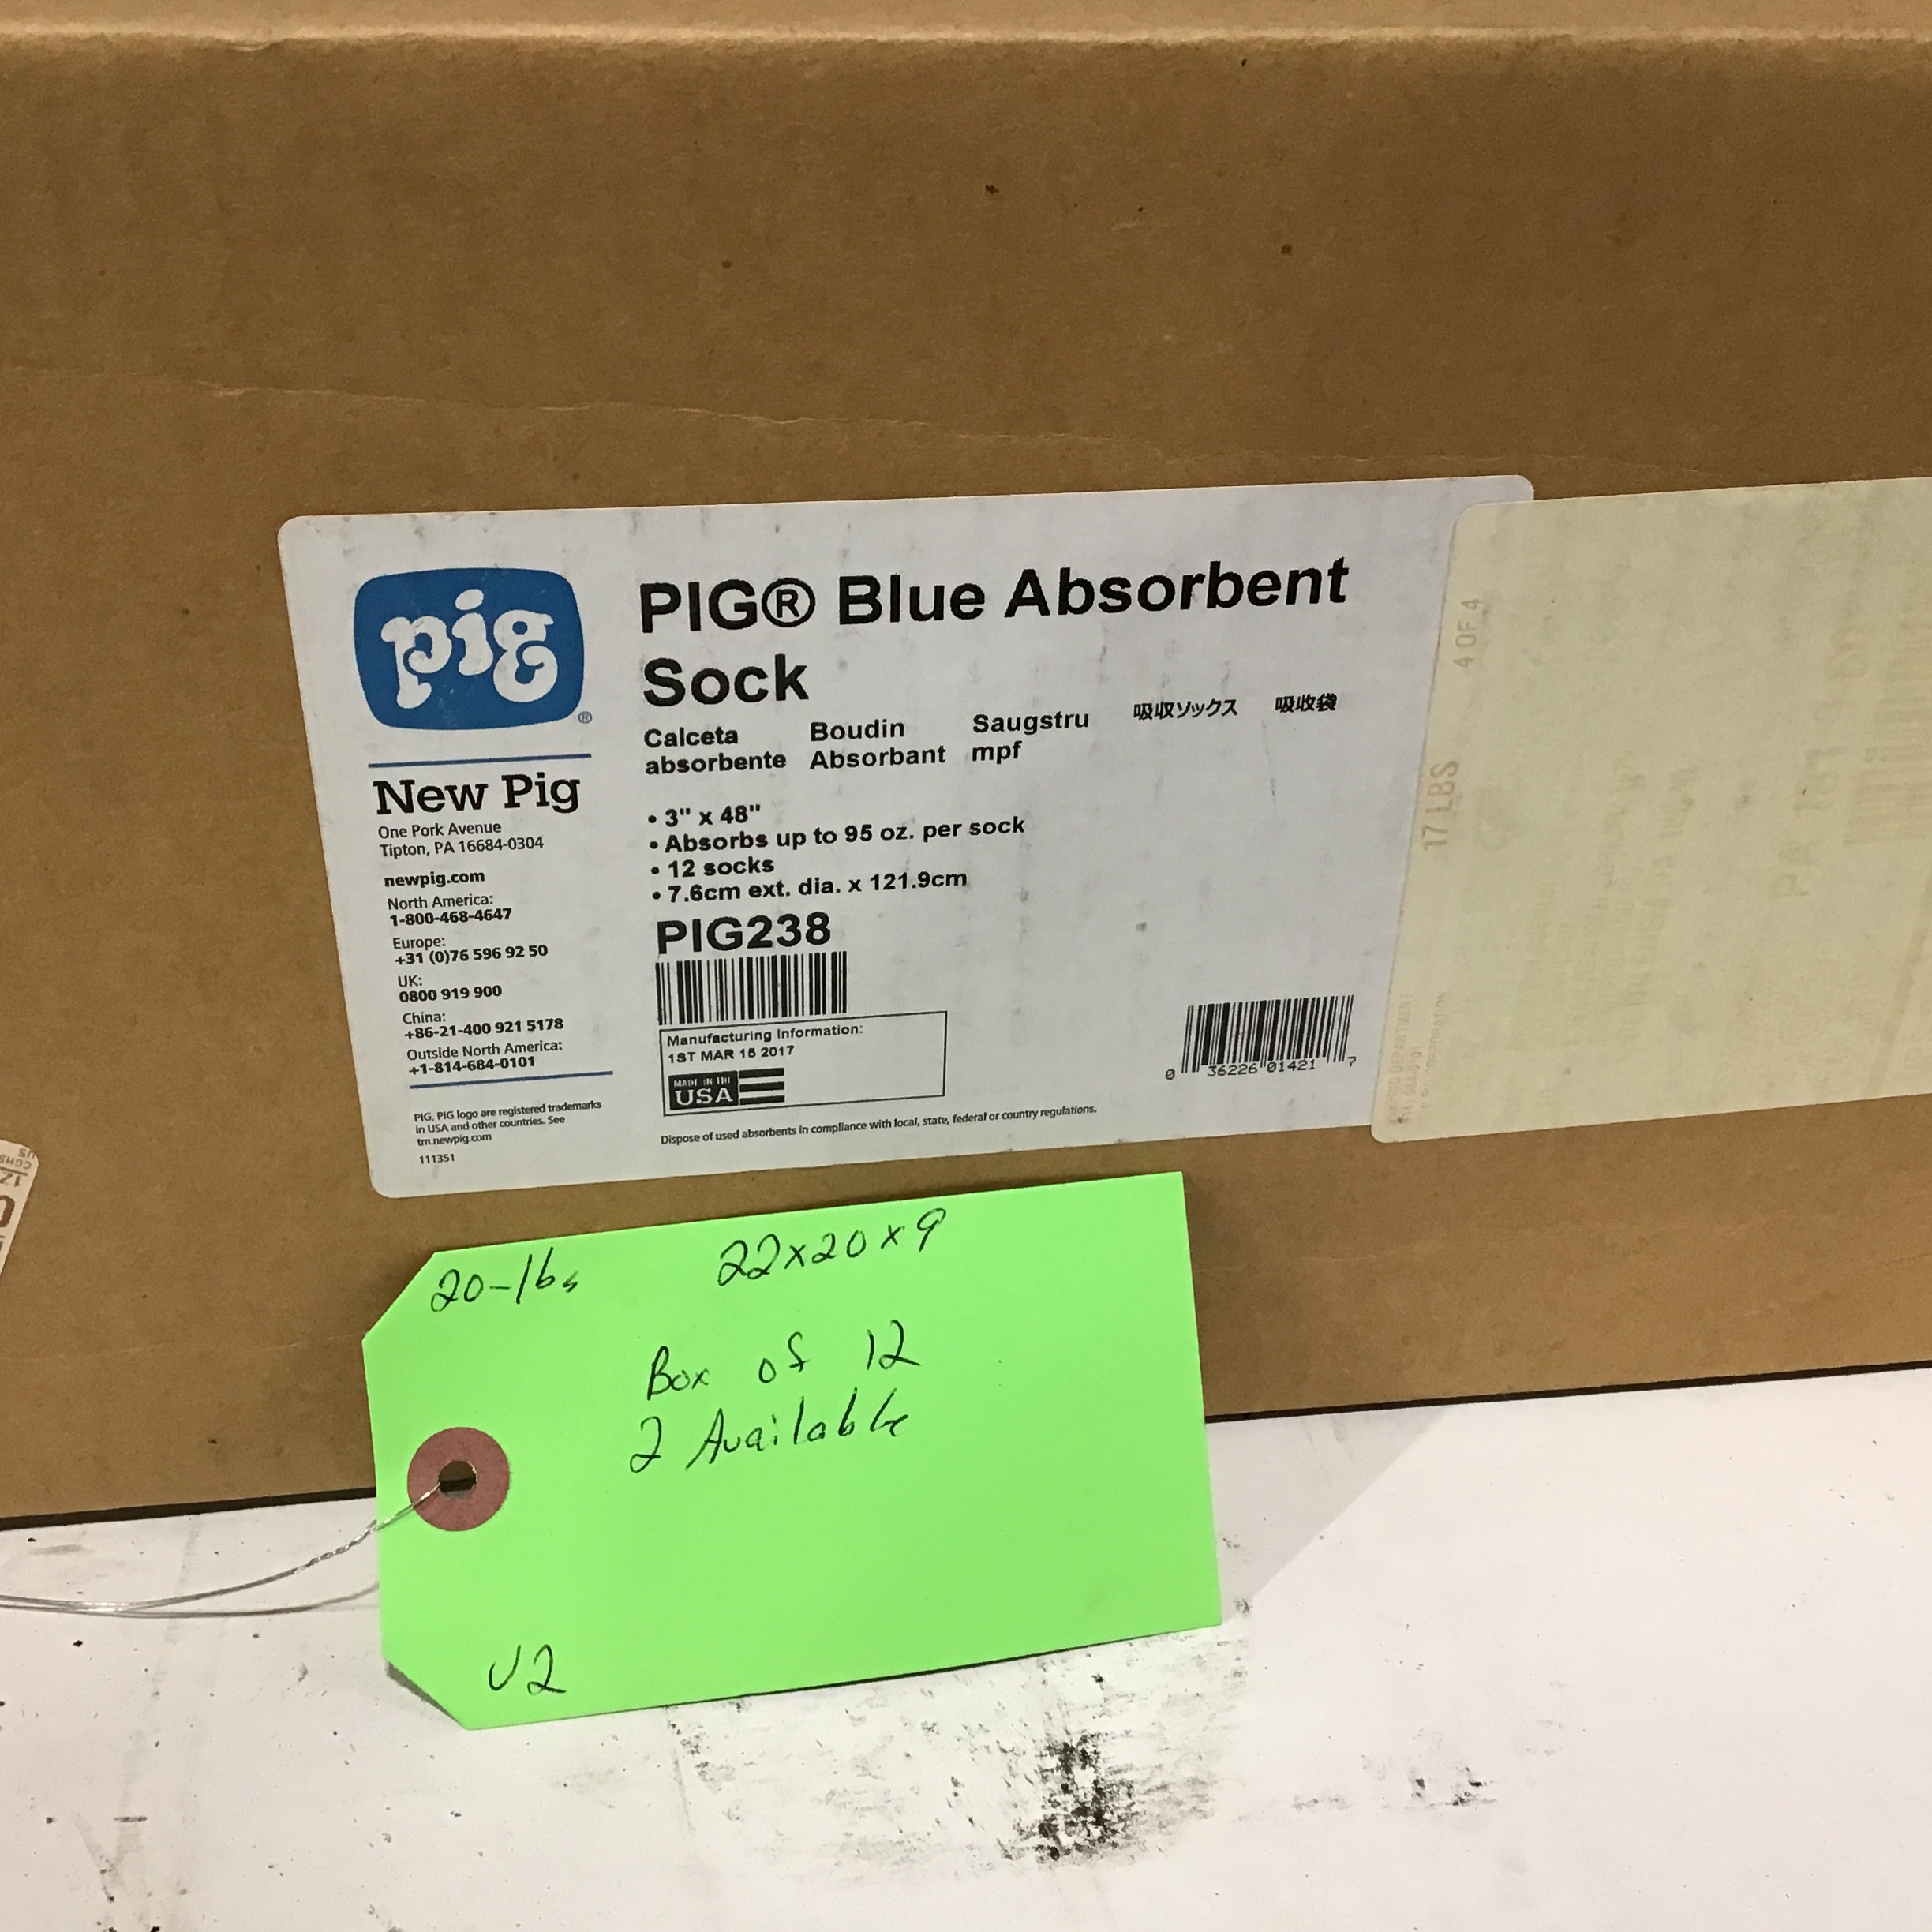 pig®
New Pig
One Pork Avenue
Tipton, PA 16684-0304
newpig.com
North America:
1-800-468-4647
Europe:
+31 (0)76 596 92 50
UK:
0800 919 900
China:
+86-21-400 921 5178
Outside North America:
+1-814-684-0101
PIG, PIG logo are registered trademarks
in USA and other countries. See
tm.newpig.com
111351
PIG® Blue Absorbent
Sock
Calceta
absorbente
Boudin
Absorbant
Saugstru
mpf
吸収ソックス
吸收袋
• 3" x 48"
• Absorbs up to 95 oz. per sock
• 12 socks
• 7.6cm ext. dia. x 121.9cm
PIG238
Manufacturing Information:
1ST MAR 15 2017
MADE IN THE
USA
0 36226 01421 7
Dispose of used absorbents in compliance with local, state, federal or country regulations.
17 LBS 4 OF 4
20-lbs 22x20x9
Box of 12
2 Available
V2